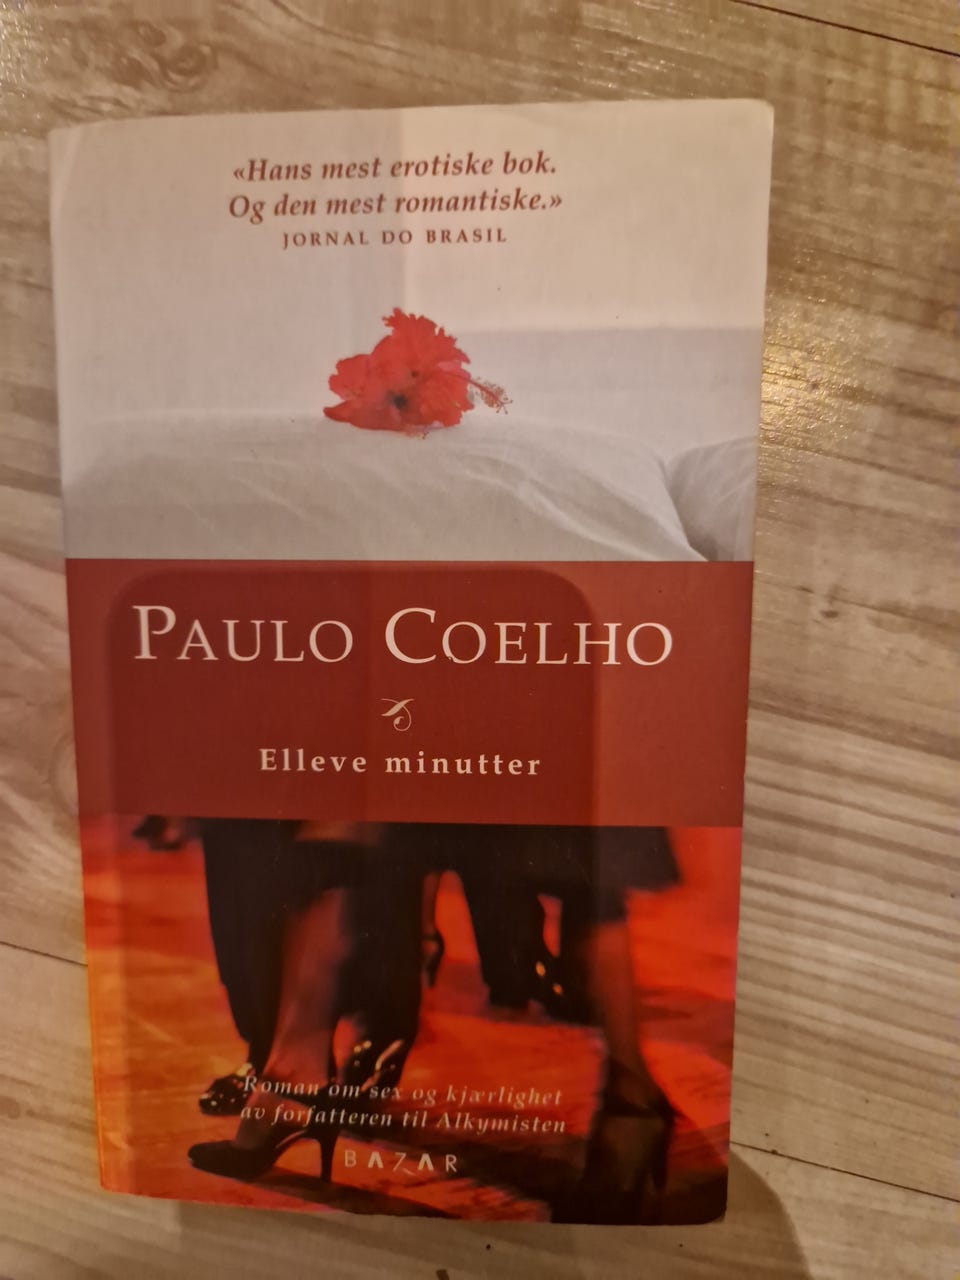 «Hans mest erotiske bok.
Og den mest romantiske.»
JORNAL DO BRASIL
PAULO COELHO
Elleve minutter
Roman om sex og kjærlighet
av forfatteren til Alkymisten
BAZAR